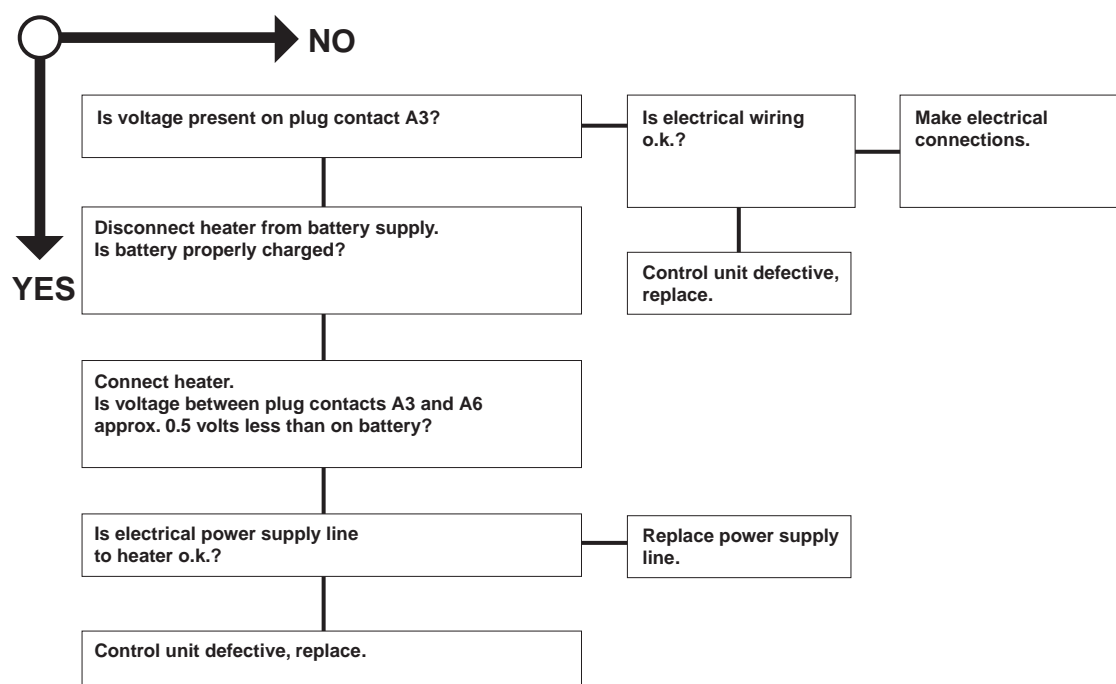 NO
Is voltage present on plug contact A3?
Is electrical wiring
o.k.?
Make electrical
connections.
Disconnect heater from battery supply.
Is battery properly charged?
YES
Control unit defective,
replace.
Connect heater.
Is voltage between plug contacts A3 and A6
approx. 0.5 volts less than on battery?
Is electrical power supply line
to heater o.k.?
Replace power supply
line.
Control unit defective, replace.